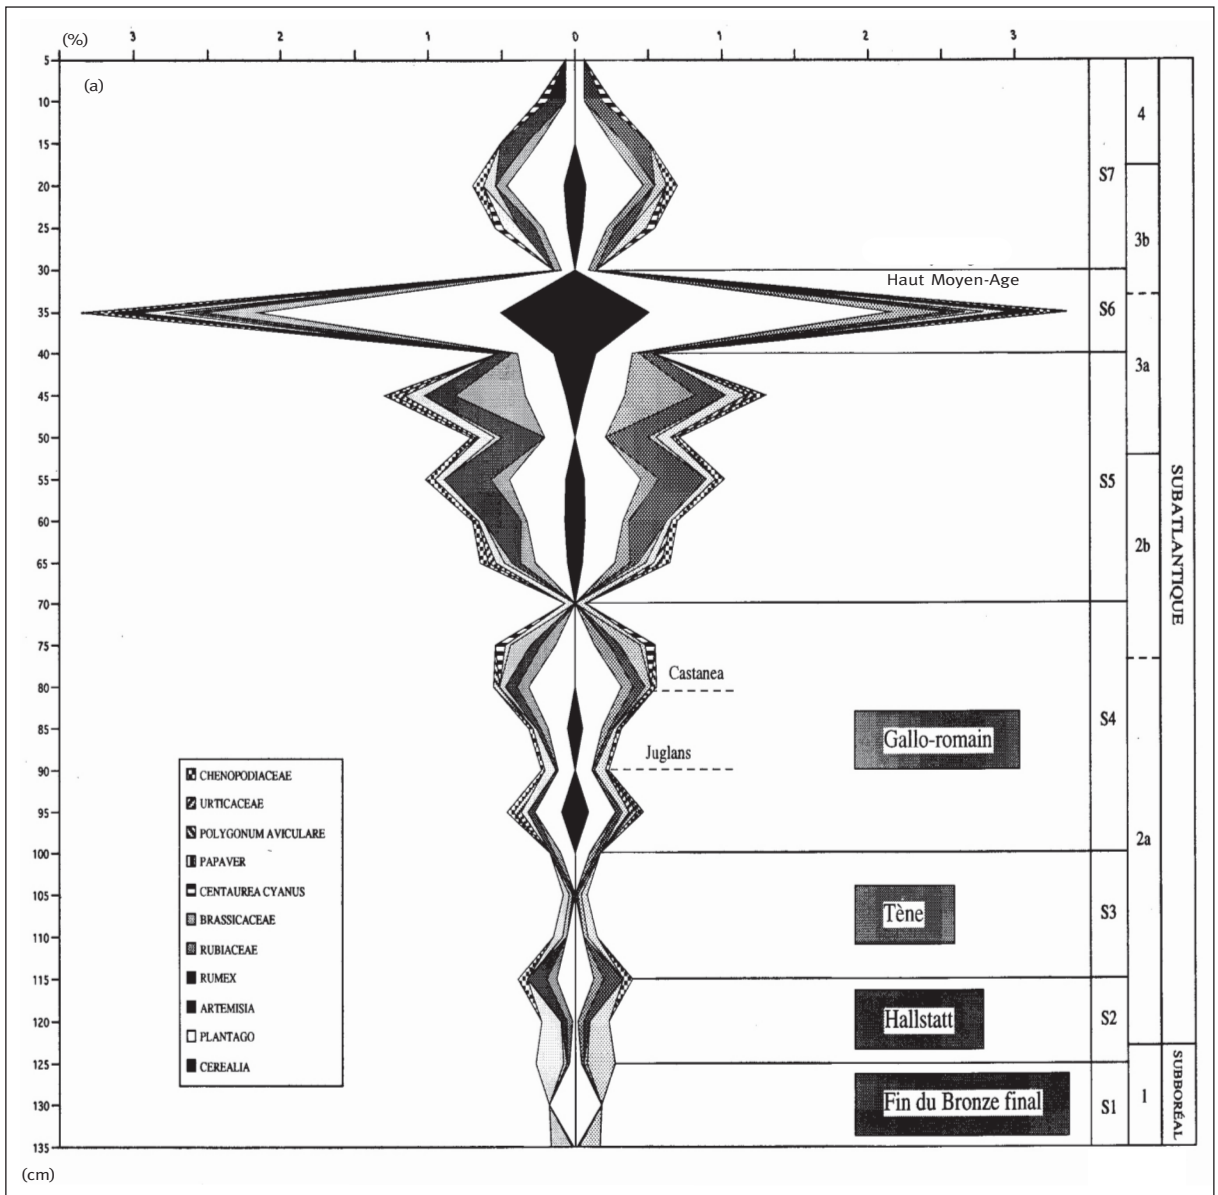 (%) 3 2 1 0 1 2 3
(a)
5
10
15
20
25
30
35
40
45
50
55
60
65
70
75
80
85
90
95
100
105
110
115
120
125
130
135
(cm)
Haut Moyen-Age
Castanea
Juglans
Gallo-romain
Tène
Hallstatt
Fin du Bronze final
CHENOPODIACEAE
URTICACEAE
POLYGONUM AVICULARE
PAPAVER
CENTAUREA CYANUS
BRASSICACEAE
RUBIACEAE
RUMEX
ARTEMISIA
PLANTAGO
CEREALIA
S7
S6
S5
S4
S3
S2
S1
4
3b
3a
2b
2a
1
SUBATLANTIQUE
SUBBORÉAL